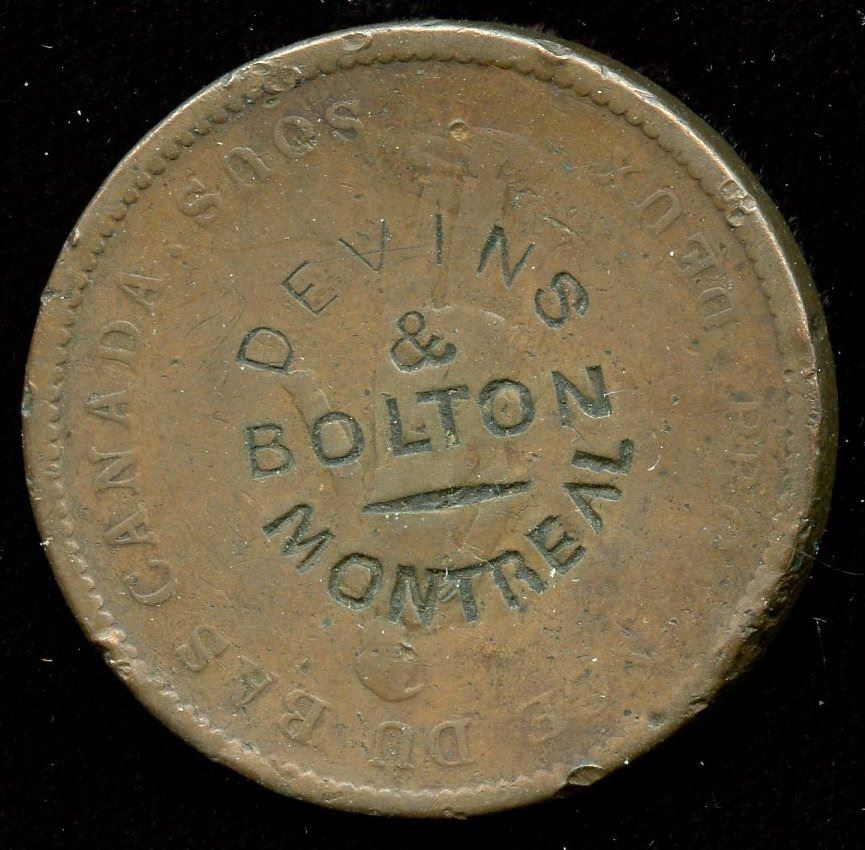 DEVINS
&
BOLTON
MONTREAL
DU BAS CANADA
DEUX SOUS